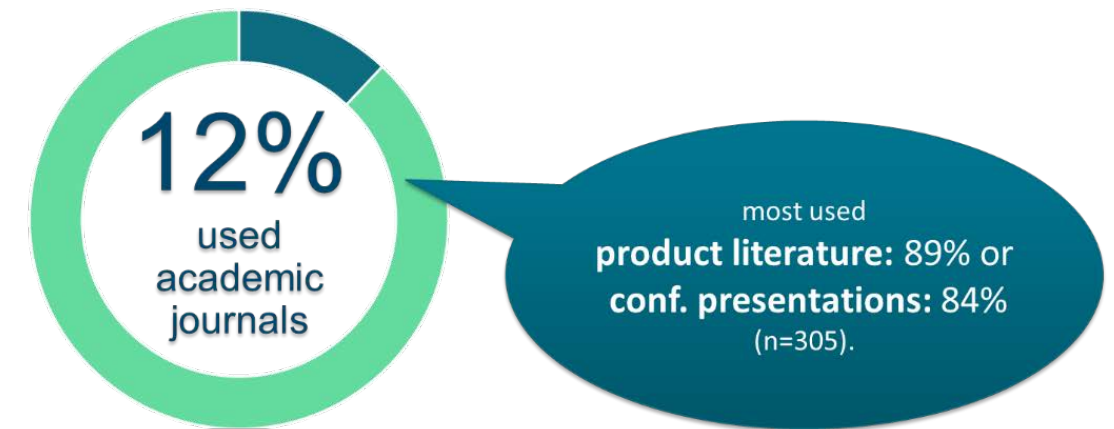 12%
used
academic
journals
most used
product literature: 89% or
conf. presentations: 84%
(n=305).